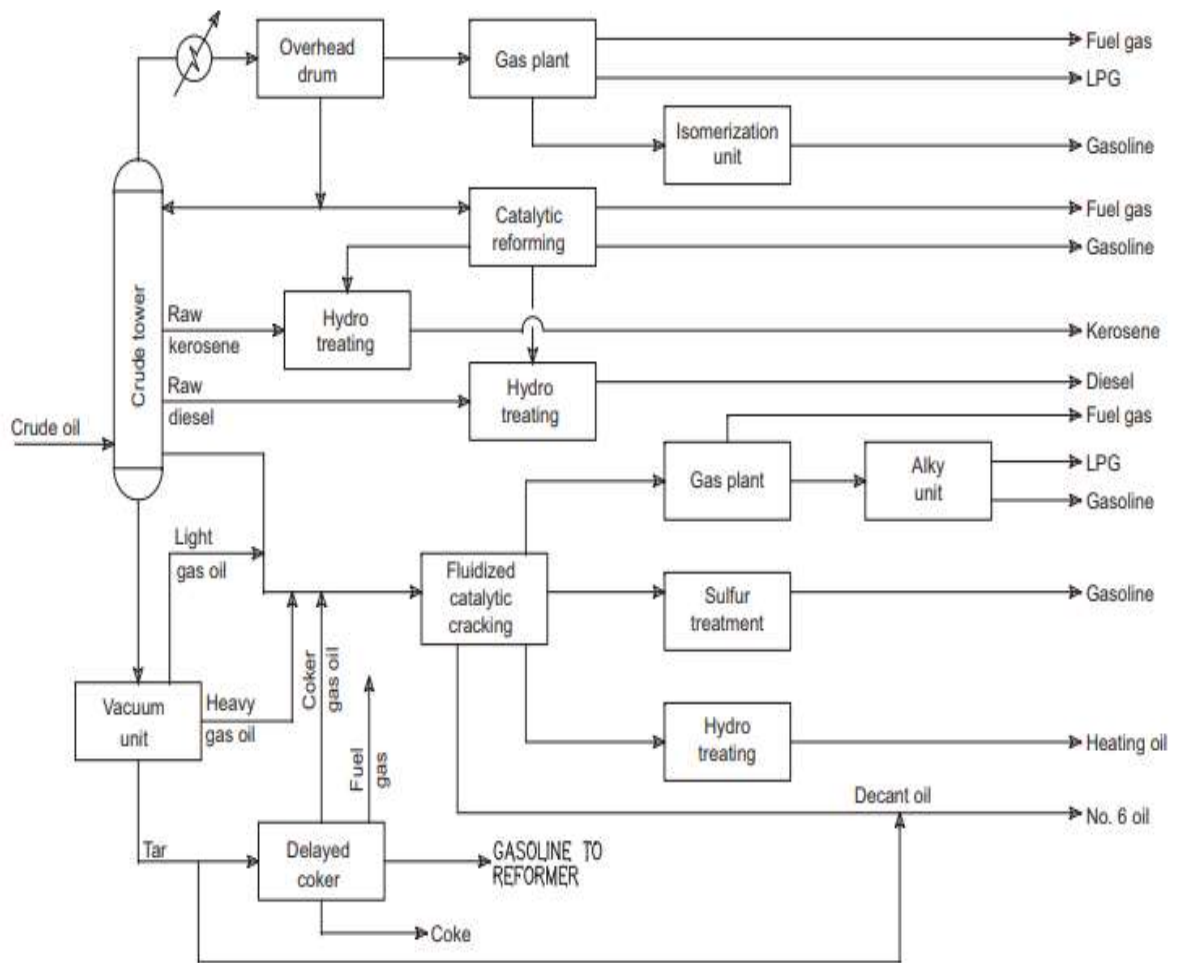 Overhead
drum
Gas plant
Fuel gas
LPG
Isomerization
unit
Gasoline
Catalytic
reforming
Fuel gas
Gasoline
Crude tower
Raw
kerosene
Hydro
treating
Kerosene
Raw
diesel
Hydro
treating
Diesel
Crude oil
Fuel gas
Gas plant
Alky
unit
LPG
Gasoline
Light
gas oil
Fluidized
catalytic
cracking
Sulfur
treatment
Gasoline
Vacuum
unit
Heavy
gas oil
Coker
gas oil
Fuel
gas
Hydro
treating
Heating oil
Decant oil
No. 6 oil
Tar
Delayed
coker
GASOLINE TO
REFORMER
Coke